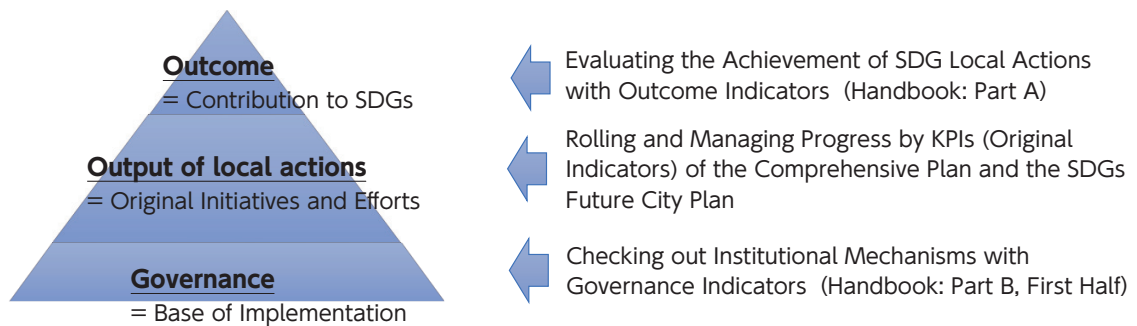 Outcome
= Contribution to SDGs
Evaluating the Achievement of SDG Local Actions
with Outcome Indicators (Handbook: Part A)
Output of local actions
= Original Initiatives and Efforts
Rolling and Managing Progress by KPIs (Original
Indicators) of the Comprehensive Plan and the SDGs
Future City Plan
Governance
= Base of Implementation
Checking out Institutional Mechanisms with
Governance Indicators (Handbook: Part B, First Half)